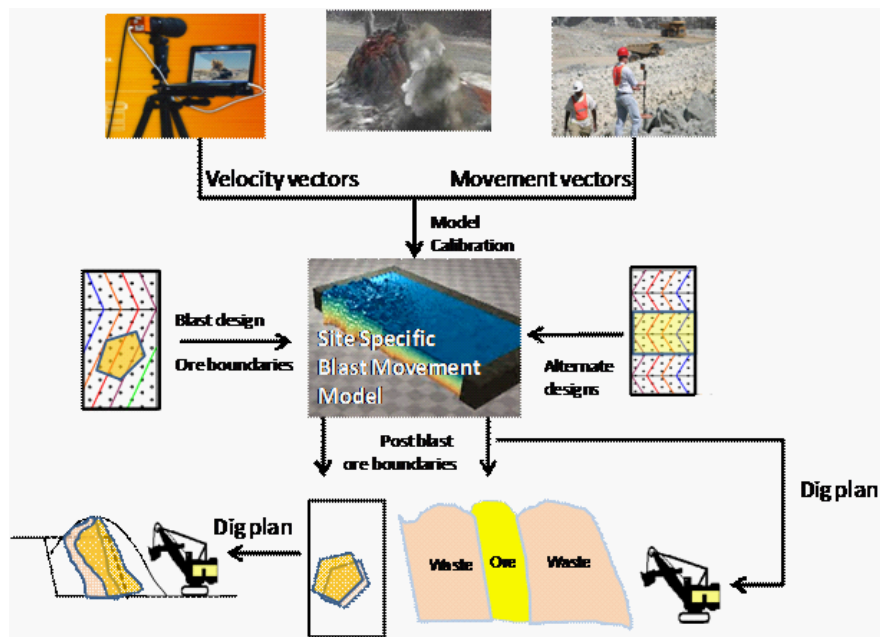 Velocity vectors
Movement vectors
Model
Calibration
Blast design
Ore boundaries
Site Specific
Blast Movement
Model
Alternate
designs
Post blast
ore boundaries
Dig plan
Dig plan
Waste
Ore
Waste